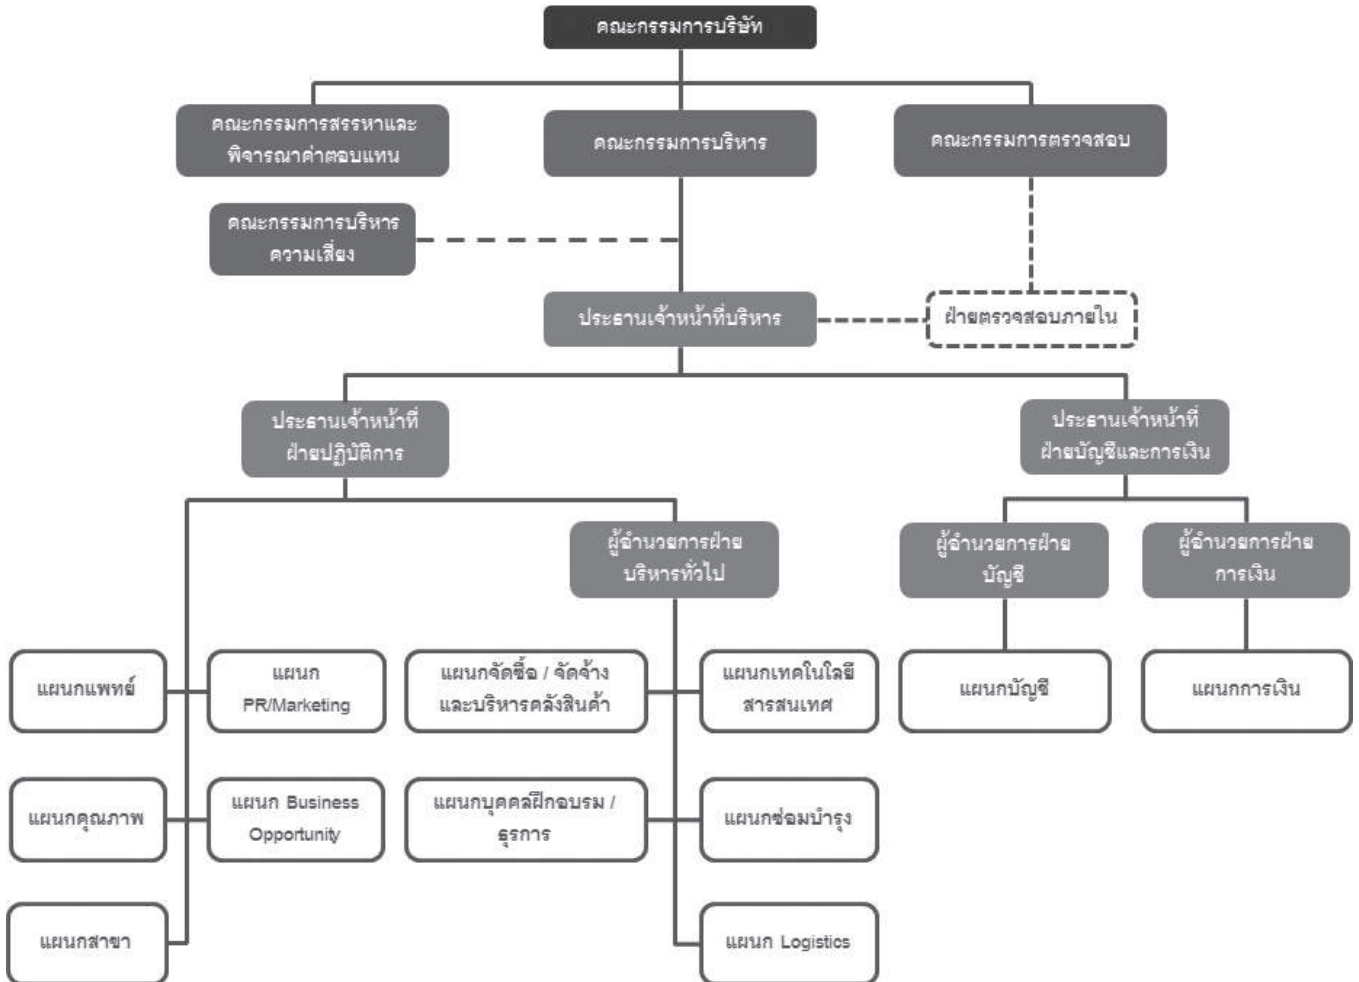 คณะกรรมการบริษัท
คณะกรรมการสรรหาและ
พิจารณาค่าตอบแทน
คณะกรรมการบริหาร
คณะกรรมการตรวจสอบ
คณะกรรมการบริหาร
ความเสี่ยง
ประธานเจ้าหน้าที่บริหาร
ฝ่ายตรวจสอบภายใน
ประธานเจ้าหน้าที่
ฝ่ายปฏิบัติการ
ประธานเจ้าหน้าที่
ฝ่ายบัญชีและการเงิน
ผู้อำนวยการฝ่าย
บริหารทั่วไป
ผู้อำนวยการฝ่าย
บัญชี
ผู้อำนวยการฝ่าย
การเงิน
แผนกแพทย์
แผนก
PR/Marketing
แผนกจัดซื้อ / จัดจ้าง
และบริหารคลังสินค้า
แผนกเทคโนโลยี
สารสนเทศ
แผนกบัญชี
แผนกการเงิน
แผนกคุณภาพ
แผนก Business
Opportunity
แผนกบุคคลฝึกอบรม /
ธุรการ
แผนกซ่อมบำรุง
แผนกสาขา
แผนก Logistics